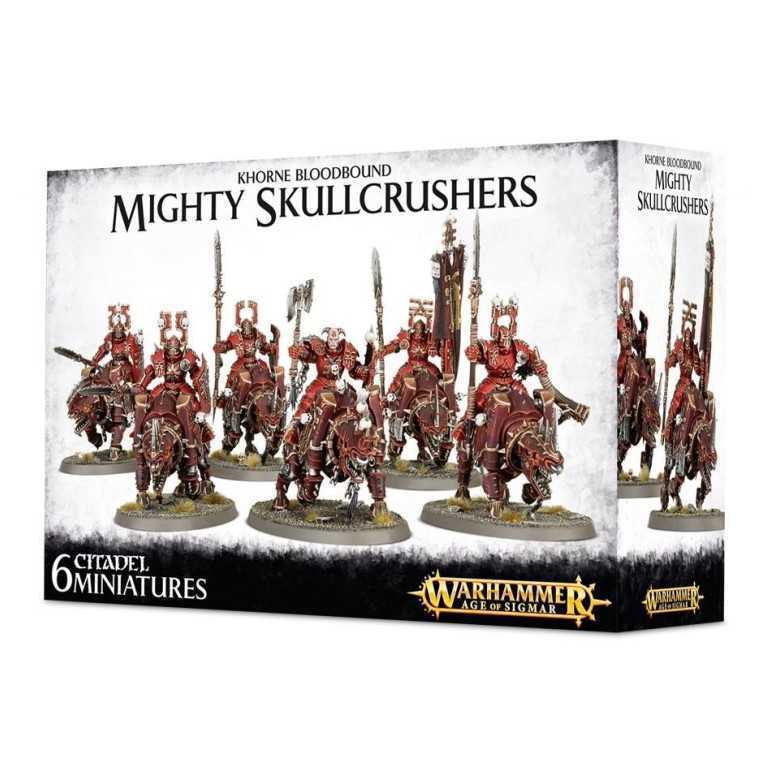 KHORNE BLOODBOUND
MIGHTY SKULLCRUSHERS
6 CITADEL
MINIATURES
WARHAMMER
AGE OF SIGMAR
KHORNE BLOODBOUND
MIGHTY
SKULLCRUSHERS
WARHAMMER
AGE OF SIGMAR